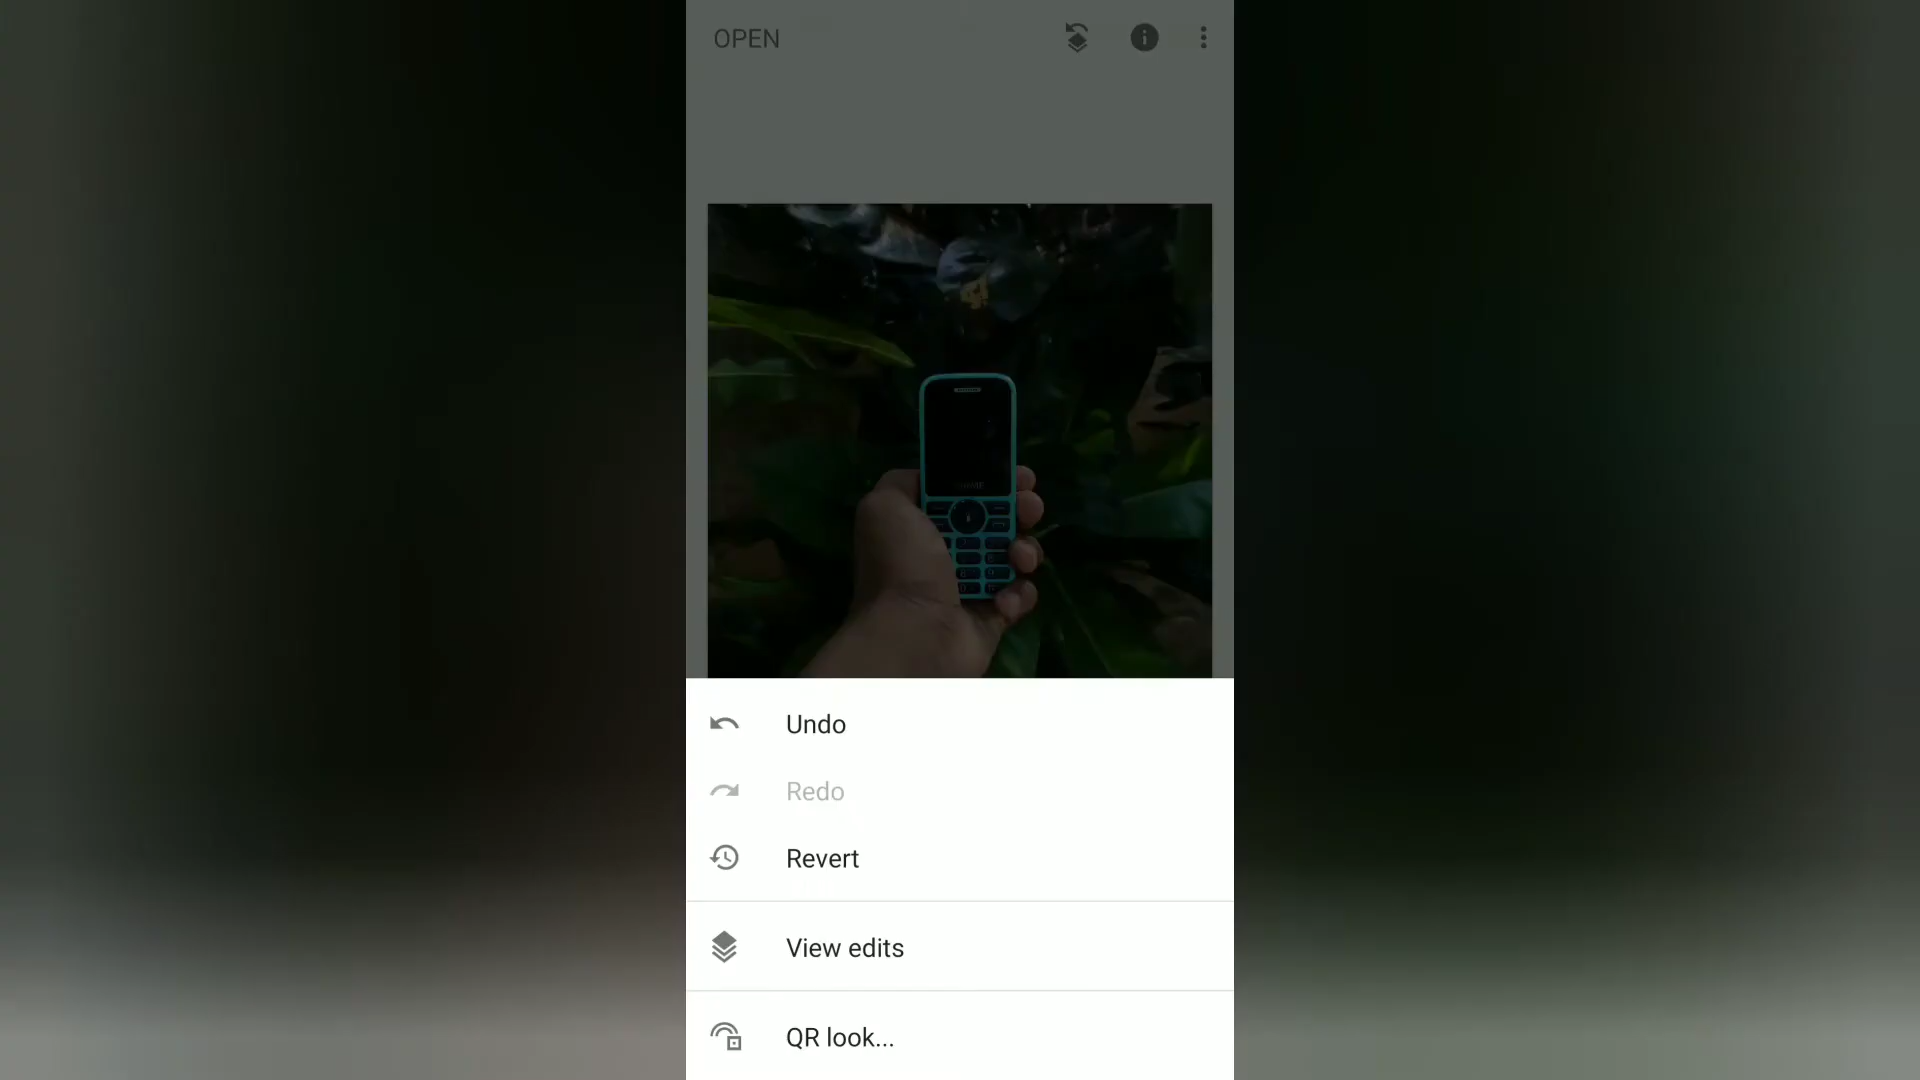 OPEN
Undo
Redo
Revert
View edits
QR look...